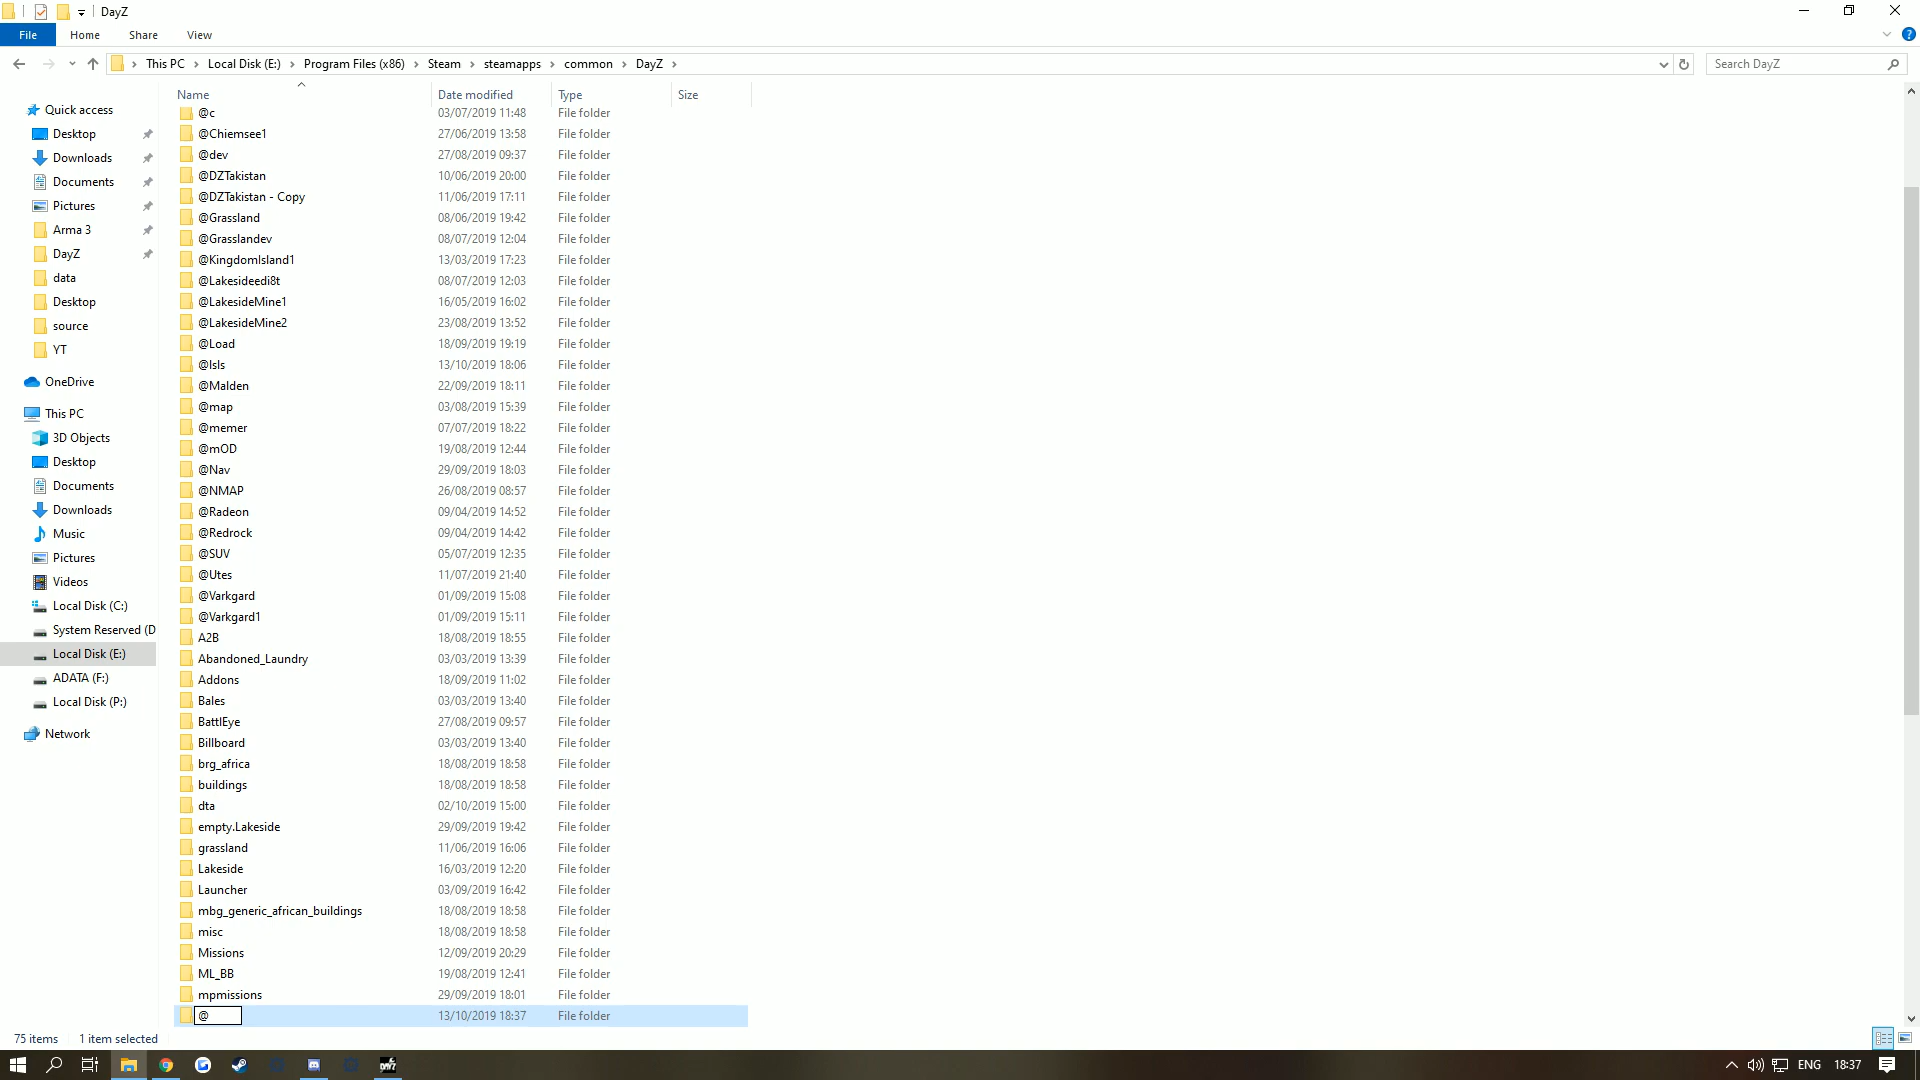 DayZ
File Home Share View
This PC Local Disk (E:) Program Files (x86) Steam steamapps common DayZ Search DayZ
Name Date modified Type Size
@c 03/07/2019 11:48 File folder
@Chiemsee1 27/06/2019 13:58 File folder
@dev 27/08/2019 09:37 File folder
@DZTakistan 10/06/2019 20:00 File folder
@DZTakistan - Copy 11/06/2019 17:11 File folder
@Grassland 08/06/2019 19:42 File folder
@Grasslandev 08/07/2019 12:04 File folder
@KingdomIsland1 13/03/2019 17:23 File folder
@Lakesideedi8t 08/07/2019 12:03 File folder
@LakesideMine1 16/05/2019 16:02 File folder
@LakesideMine2 23/08/2019 13:52 File folder
@Load 18/09/2019 19:19 File folder
@lsls 13/10/2019 18:06 File folder
@Malden 22/09/2019 18:11 File folder
@map 03/08/2019 15:39 File folder
@memer 07/07/2019 18:22 File folder
@mOD 19/08/2019 12:44 File folder
@Nav 29/09/2019 18:03 File folder
@NMAP 26/08/2019 08:57 File folder
@Radeon 09/04/2019 14:52 File folder
@Redrock 09/04/2019 14:42 File folder
@SUV 05/07/2019 12:35 File folder
@Utes 11/07/2019 21:40 File folder
@Varkgard 01/09/2019 15:08 File folder
@Varkgard1 01/09/2019 15:11 File folder
A2B 18/08/2019 18:55 File folder
Abandoned_Laundry 03/03/2019 13:39 File folder
Addons 18/09/2019 11:02 File folder
Bales 03/03/2019 13:40 File folder
BattlEye 27/08/2019 09:57 File folder
Billboard 03/03/2019 13:40 File folder
brg_africa 18/08/2019 18:58 File folder
buildings 18/08/2019 18:58 File folder
dta 02/10/2019 15:00 File folder
empty.Lakeside 29/09/2019 19:42 File folder
grassland 11/06/2019 16:06 File folder
Lakeside 16/03/2019 12:20 File folder
Launcher 03/09/2019 16:42 File folder
mbg_generic_african_buildings 18/08/2019 18:58 File folder
misc 18/08/2019 18:58 File folder
Missions 12/09/2019 20:29 File folder
ML_BB 19/08/2019 12:41 File folder
mpmissions 29/09/2019 18:01 File folder
@ 13/10/2019 18:37 File folder
Quick access
Desktop
Downloads
Documents
Pictures
Arma 3
DayZ
data
Desktop
source
YT
OneDrive
This PC
3D Objects
Desktop
Documents
Downloads
Music
Pictures
Videos
Local Disk (C:)
System Reserved (D
Local Disk (E:)
ADATA (F:)
Local Disk (P:)
Network
75 items 1 item selected
ENG 18:37